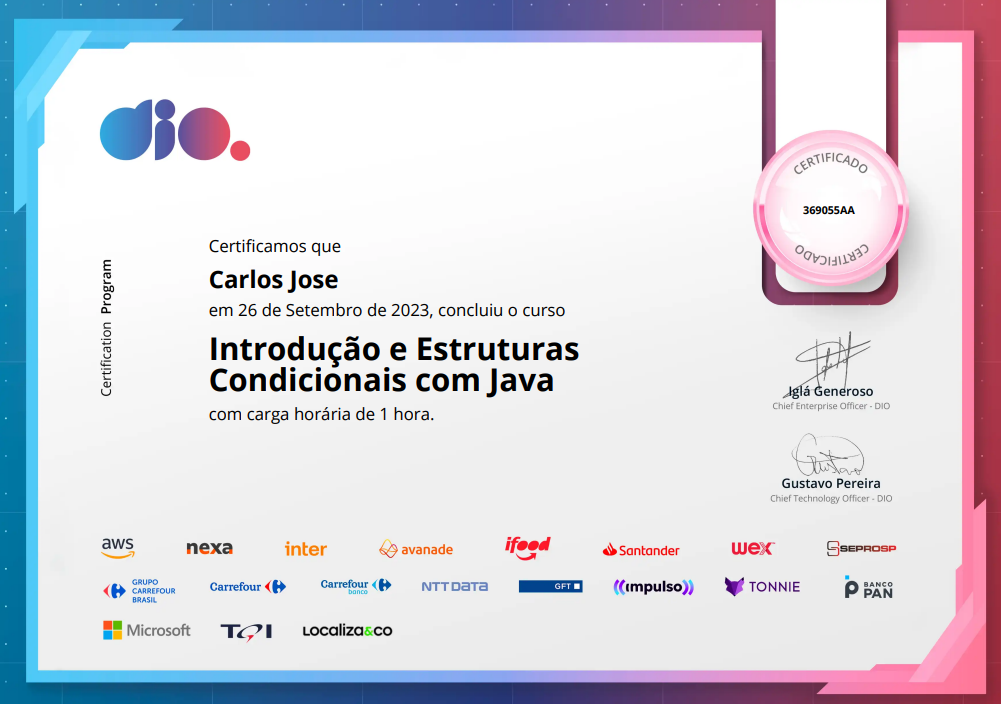 dio.
CERTIFICADO
369055AA
CERTIFICADO
Certification Program
Certificamos que
Carlos Jose
em 26 de Setembro de 2023, concluiu o curso
Introdução e Estruturas
Condicionais com Java
com carga horária de 1 hora.
Iglá Generoso
Chief Enterprise Officer - DIO
Gustavo Pereira
Chief Technology Officer - DIO
aws nexa inter avanade ifood Santander wex SEPROSP
GRUPO
CARREFOUR
BRASIL
Carrefour
Carrefour
banco
NTT DATA
GFT
((impulso))
TONNIE
BANCO
PAN
Microsoft TQI LOCALIZA&CO